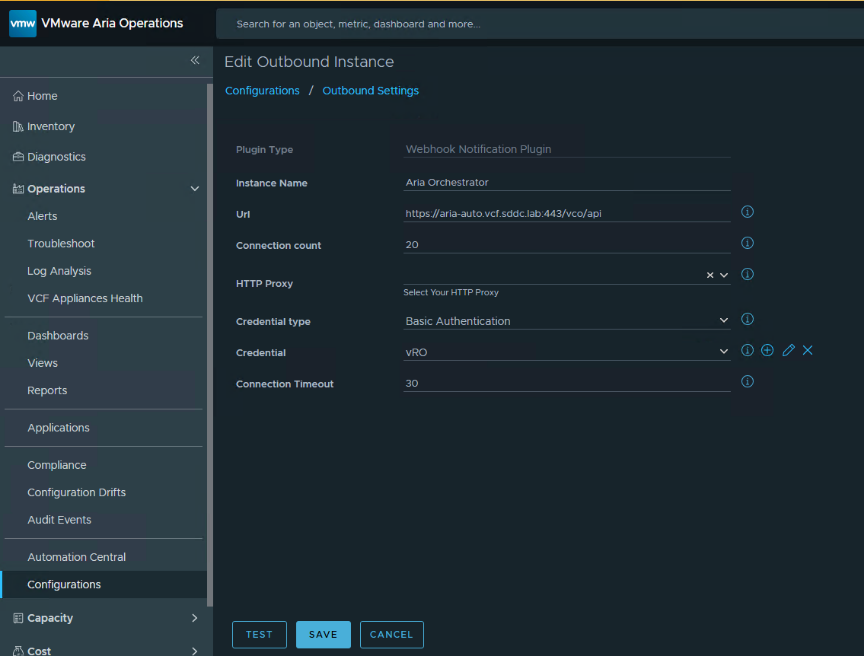 vmw VMware Aria Operations
Search for an object, metric, dashboard and more...
Home
Inventory
Diagnostics
Operations
Alerts
Troubleshoot
Log Analysis
VCF Appliances Health
Dashboards
Views
Reports
Applications
Compliance
Configuration Drifts
Audit Events
Automation Central
Configurations
Capacity
Cost
Edit Outbound Instance
Configurations / Outbound Settings
Plugin Type Webhook Notification Plugin
Instance Name Aria Orchestrator
Url https://aria-auto.vcf.sddc.lab:443/vco/api
Connection count 20
HTTP Proxy
Select Your HTTP Proxy
Credential type Basic Authentication
Credential vRO
Connection Timeout 30
TEST SAVE CANCEL